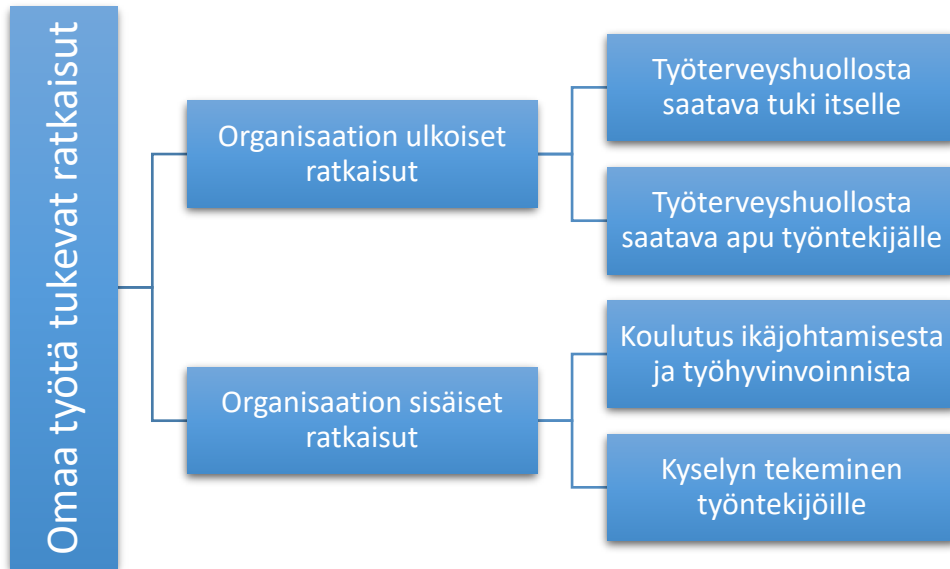 Omaa työtä tukevat ratkaisut
Organisaation ulkoiset
ratkaisut
Työterveyshuollosta
saatava tuki itselle
Työterveyshuollosta
saatava apu työntekijälle
Organisaation sisäiset
ratkaisut
Koulutus ikäjohtamisesta
ja työhyvinvoinnista
Kyselyn tekeminen
työntekijöille